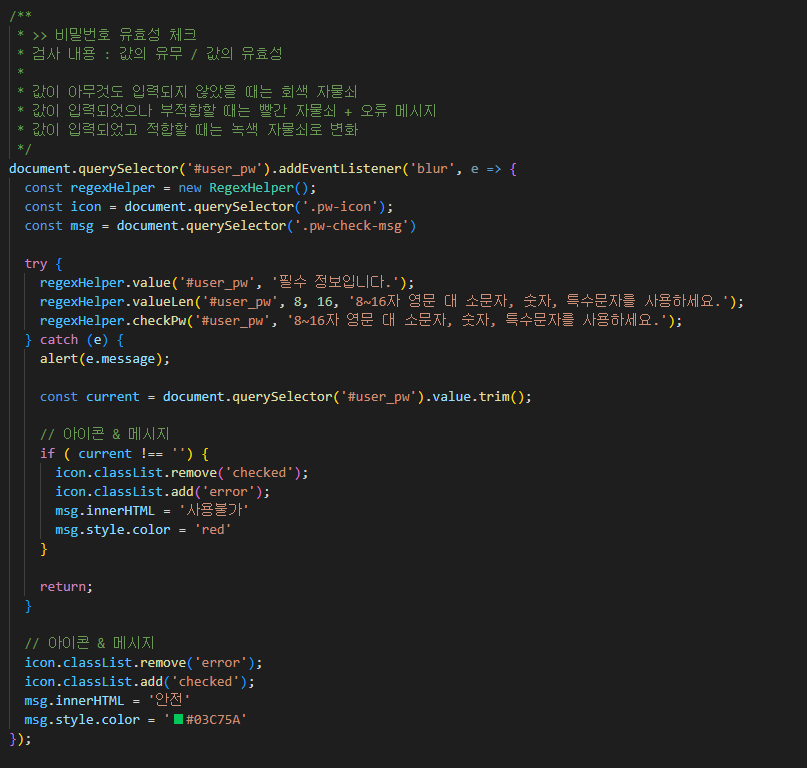 /**
 * >>비밀번호 유효성 체크
 * 검사 내용 : 값의 유무 / 값의 유효성
 *
 * 값이 아무것도 입력되지 않았을 때는 회색 자물쇠
 * 값이 입력되었으나 부적합할 때는 빨간 자물쇠 + 오류 메시지
 * 값이 입력되었고 적합할 때는 녹색 자물쇠로 변화
 */
document.querySelector('#user_pw').addEventListener('blur', e => {
  const regexHelper = new RegexHelper();
  const icon = document.querySelector('.pw-icon');
  const msg = document.querySelector('.pw-check-msg')

  try {
    regexHelper.value('#user_pw', '필수 정보입니다.');
    regexHelper.valueLen('#user_pw', 8, 16, '8~16자 영문 대 소문자, 숫자, 특수문자를 사용하세요.');
    regexHelper.checkPw('#user_pw', '8~16자 영문 대 소문자, 숫자, 특수문자를 사용하세요.');
  } catch (e) {
    alert(e.message);

    const current = document.querySelector('#user_pw').value.trim();

    // 아이콘 & 메시지
    if ( current !== '') {
      icon.classList.remove('checked');
      icon.classList.add('error');
      msg.innerHTML = '사용불가'
      msg.style.color = 'red'
    }

    return;
  }

  // 아이콘 & 메시지
  icon.classList.remove('error');
  icon.classList.add('checked');
  msg.innerHTML = '안전'
  msg.style.color = '#03C75A'
});